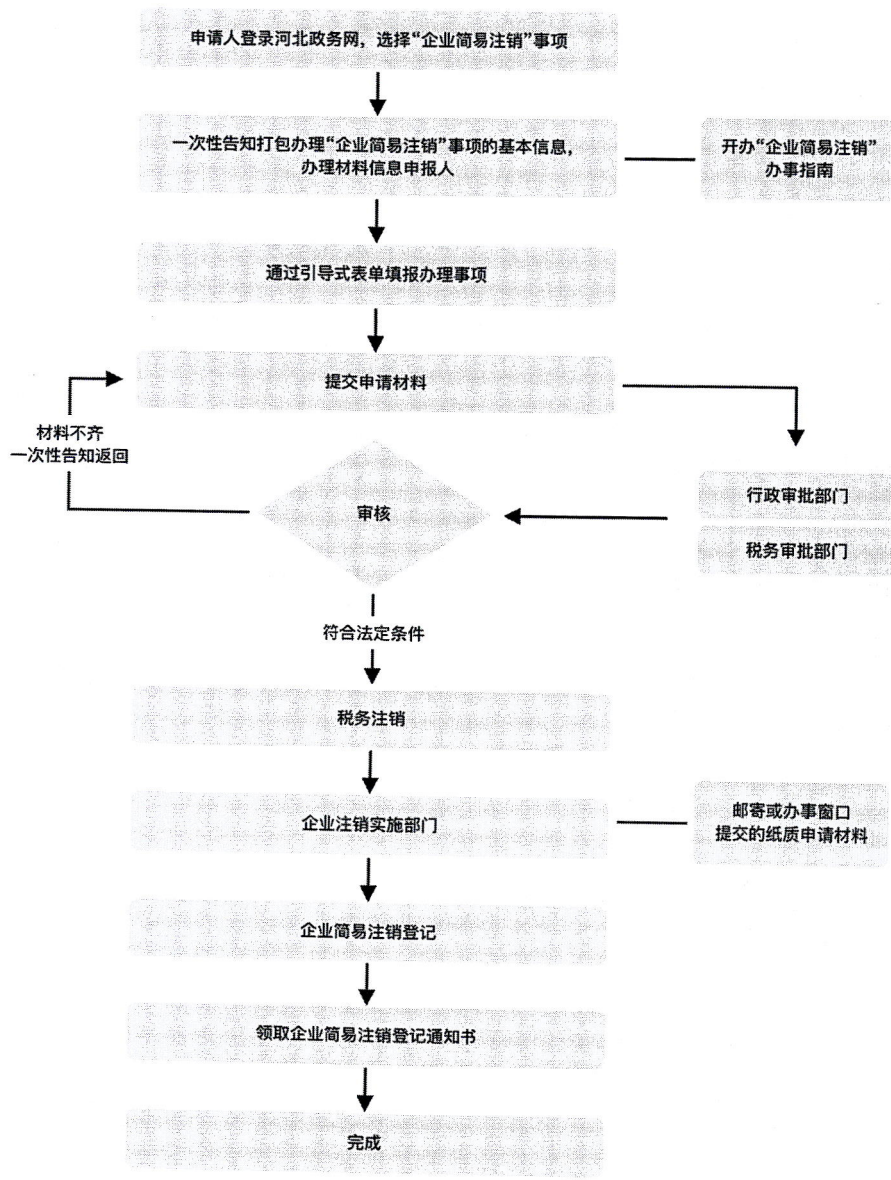 申请人登录河北政务网，选择“企业简易注销”事项
一次性告知打包办理“企业简易注销”事项的基本信息，
办理材料信息申报人
开办“企业简易注销”
办事指南
通过引导式表单填报办理事项
提交申请材料
材料不齐
一次性告知返回
审核
行政审批部门
税务审批部门
符合法定条件
税务注销
企业注销实施部门
邮寄或办事窗口
提交的纸质申请材料
企业简易注销登记
领取企业简易注销登记通知书
完成